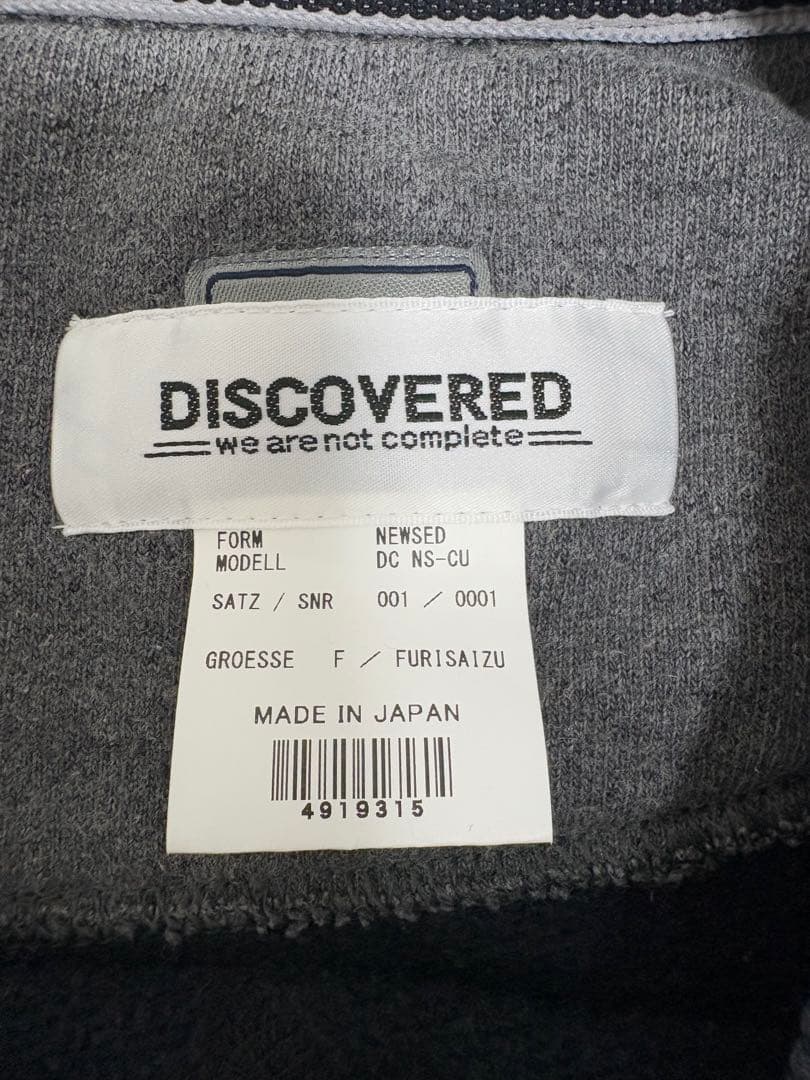 DISCOVERED
we are not complete
FORM NEWSED
MODELL DC NS-CU
SATZ / SNR 001 / 0001
GROESSE F / FURISAIZU
MADE IN JAPAN
4919315